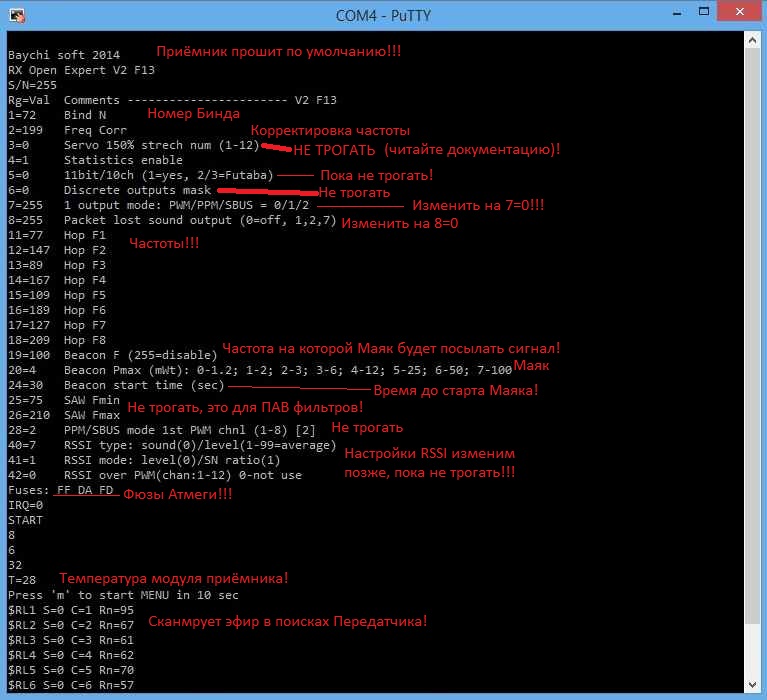 COM4 - PuTTY
Baychi soft 2014 Приёмник прошит по умолчанию!!!
RX Open Expert V2 F13
S/N=255
Rg=Val Comments ----------------------- V2 F13
1=72 Bind N Номер Бинда
2=199 Freq Corr Корректировка частоты
3=0 Servo 150% strech num (1-12) НЕ ТРОГАТЬ (читайте документацию)!
4=1 Statistics enable
5=0 11bit/10ch (1=yes, 2/3=Futaba) Пока не трогать!
6=0 Discrete outputs mask Не трогать
7=255 1 output mode: PWM/PPM/SBUS = 0/1/2 Изменить на 7=0!!!
8=255 Packet lost sound output (0=off, 1,2,7) Изменить на 8=0
11=77 Hop F1
12=147 Hop F2 Частоты!!!
13=89 Hop F3
14=167 Hop F4
15=109 Hop F5
16=189 Hop F6
17=127 Hop F7
18=209 Hop F8
19=100 Beacon F (255=disable) Частота на которой Маяк будет посылать сигнал!
20=4 Beacon Pmax (mWt): 0-1.2; 1-2; 2-3; 3-6; 4-12; 5-25; 6-50; 7-100 Маяк
24=30 Beacon start time (sec) Время до старта Маяка!
25=75 SAW Fmin
26=210 SAW Fmax Не трогать, это для ПАВ фильтров!
28=2 PPM/SBUS mode 1st PWM chnl (1-8) [2] Не трогать
40=7 RSSI type: sound(0)/level(1-99=average)
41=1 RSSI mode: level(0)/SN ratio(1) Настройки RSSI изменим
42=0 RSSI over PWM(chan:1-12) 0-not use позже, пока не трогать!!!
Fuses: FF DA FD Фюзы Атмеги!!!
IRQ=0
START
8
6
32
T=28 Температура модуля приёмника!
Press 'm' to start MENU in 10 sec
$RL1 S=0 C=1 Rn=95
$RL2 S=0 C=2 Rn=67 Сканмрует эфир в поисках Передатчика!
$RL3 S=0 C=3 Rn=61
$RL4 S=0 C=4 Rn=62
$RL5 S=0 C=5 Rn=70
$RL6 S=0 C=6 Rn=57